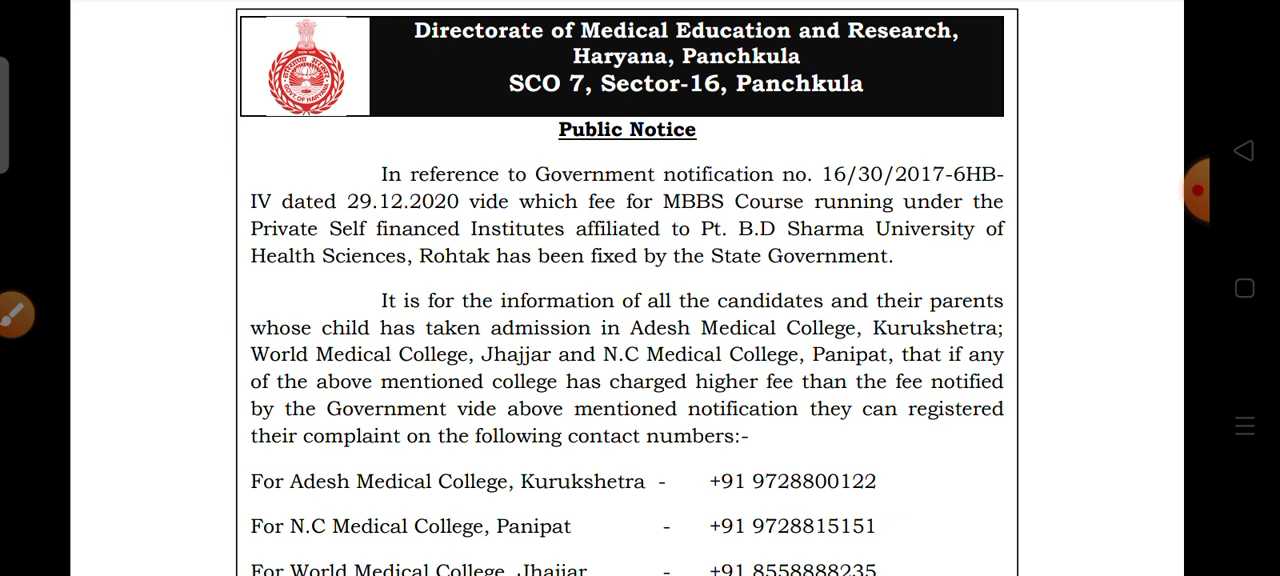 Directorate of Medical Education and Research,
Haryana, Panchkula
SCO 7, Sector-16, Panchkula
Public Notice
In reference to Government notification no. 16/30/2017-6HB-
IV dated 29.12.2020 vide which fee for MBBS Course running under the
Private Self financed Institutes affiliated to Pt. B.D Sharma University of
Health Sciences, Rohtak has been fixed by the State Government.
It is for the information of all the candidates and their parents
whose child has taken admission in Adesh Medical College, Kurukshetra;
World Medical College, Jhajjar and N.C Medical College, Panipat, that if any
of the above mentioned college has charged higher fee than the fee notified
by the Government vide above mentioned notification they can registered
their complaint on the following contact numbers:-
For Adesh Medical College, Kurukshetra - +91 9728800122
For N.C Medical College, Panipat - +91 9728815151
For World Medical College, Jhajjar - +91 8558888235